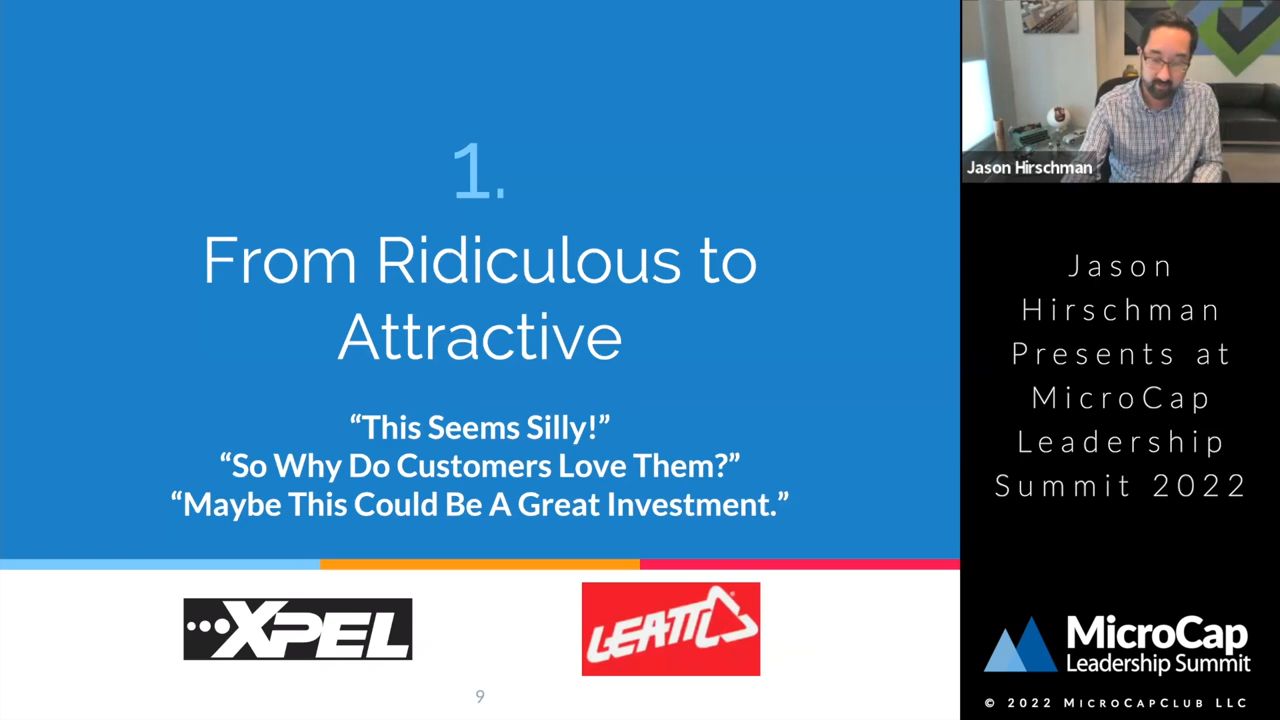 1.
From Ridiculous to
Attractive
“This Seems Silly!”
“So Why Do Customers Love Them?”
“Maybe This Could Be A Great Investment.”
XPEL
LEATT
9
Jason Hirschman
Jason
Hirschman
Presents at
MicroCap
Leadership
Summit 2022
MicroCap
Leadership Summit
© 2022 MicroCapClub LLC